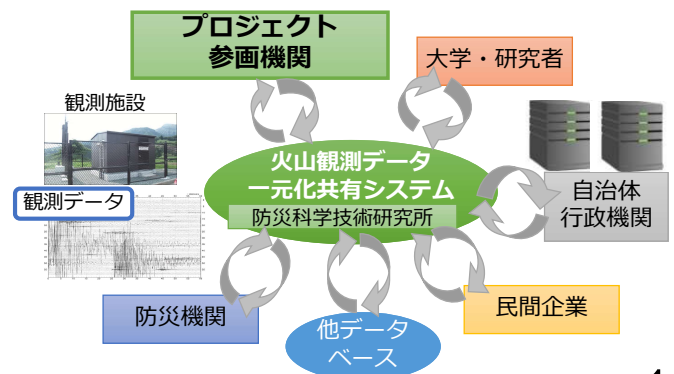 プロジェクト
参画機関
大学・研究者
観測施設
火山観測データ
一元化共有システム
防災科学技術研究所
観測データ
自治体
行政機関
防災機関
民間企業
他データ
ベース